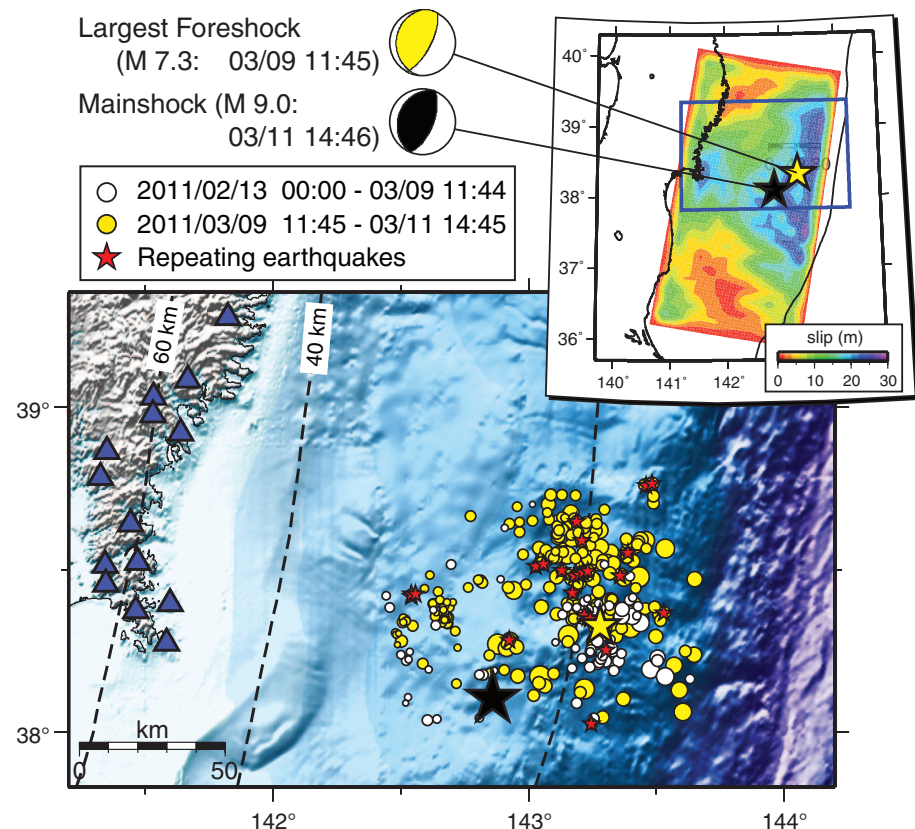 Largest Foreshock
(M 7.3: 03/09 11:45)
Mainshock (M 9.0:
03/11 14:46)
2011/02/13 00:00 - 03/09 11:44
2011/03/09 11:45 - 03/11 14:45
Repeating earthquakes
40°
39°
38°
37°
36°
140° 141° 142°
slip (m)
0 10 20 30
60 km
40 km
39°
38°
km
0 50
142° 143° 144°